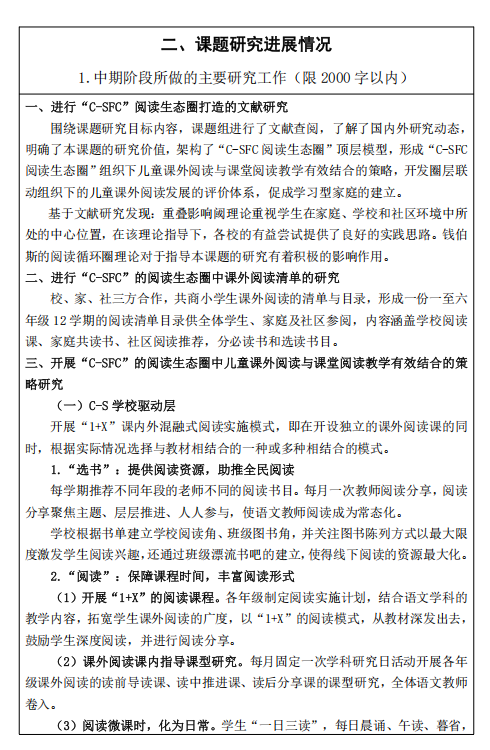 二、课题研究进展情况
1.中期阶段所做的主要研究工作（限 2000 字以内）
一、进行“C-SFC”阅读生态圈打造的文献研究
围绕课题研究目标内容，课题组进行了文献查阅，了解了国内外研究动态，
明确了本课题的研究价值，架构了“C-SFC 阅读生态圈”顶层模型，形成“C-SFC
阅读生态圈”组织下儿童课外阅读与课堂阅读教学有效结合的策略，开发圈层联
动组织下的儿童课外阅读发展的评价体系，促成学习型家庭的建立。
基于文献研究发现：重叠影响阈理论重视学生在家庭、学校和社区环境中所
处的中心位置，在该理论指导下，各校的有益尝试提供了良好的实践思路。钱伯
斯的阅读循环圈理论对于指导本课题的研究有着积极的影响作用。
二、进行“C-SFC”的阅读生态圈中课外阅读清单的研究
校、家、社三方合作，共商小学生课外阅读的清单与目录，形成一份一至六
年级 12 学期的阅读清单目录供全体学生、家庭及社区参阅，内容涵盖学校阅读
课、家庭共读书、社区阅读推荐，分必读书和选读书目。
三、开展“C-SFC”的阅读生态圈中儿童课外阅读与课堂阅读教学有效结合的策
略研究
（一）C-S 学校驱动层
开展“1+X”课内外混融式阅读实施模式，即在开设独立的课外阅读课的同
时，根据实际情况选择与教材相结合的一种或多种相结合的模式。
1.“选书”：提供阅读资源，助推全民阅读
每学期推荐不同年段的老师不同的阅读书目。每月一次教师阅读分享，阅读
分享聚焦主题、层层推进、人人参与，使语文教师阅读成为常态化。
学校根据书单建立学校阅读角、班级图书角，并关注图书陈列方式以最大限
度激发学生阅读兴趣，还通过班级漂流书吧的建立，使得线下阅读的资源最大化。
2.“阅读”：保障课程时间，丰富阅读形式
（1）开展“1+X”的阅读课程。各年级制定阅读实施计划，结合语文学科的
教学内容，拓宽学生课外阅读的广度，以“1+X”的阅读模式，从教材深发出去，
鼓励学生深度阅读，并进行阅读分享。
（2）课外阅读课内指导课型研究。每月固定一次学科研究日活动开展各年
级课外阅读的读前导读课、读中推进课、读后分享课的课型研究，全体语文教师
卷入。
（3）阅读微课时，化为日常。学生“一日三读”，每日晨诵、午读、暮省，